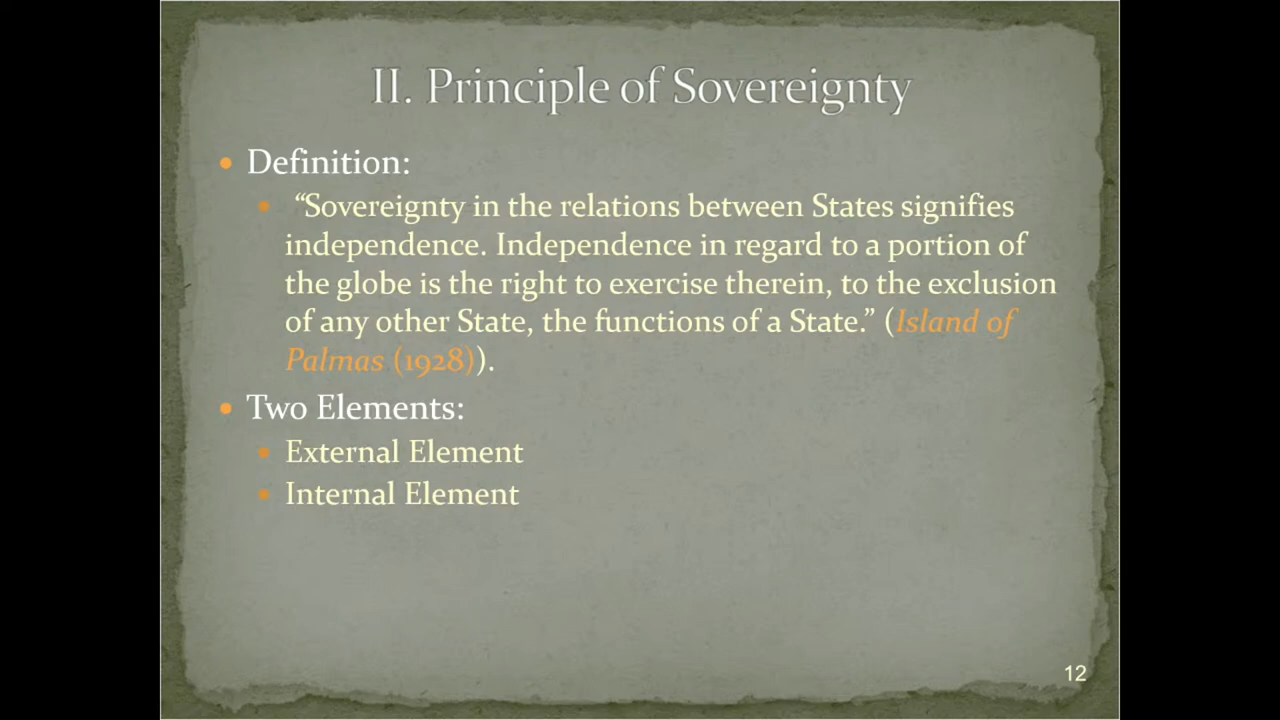 II. Principle of Sovereignty
• Definition:
• “Sovereignty in the relations between States signifies
independence. Independence in regard to a portion of
the globe is the right to exercise therein, to the exclusion
of any other State, the functions of a State.” (Island of
Palmas (1928)).
• Two Elements:
• External Element
• Internal Element
12